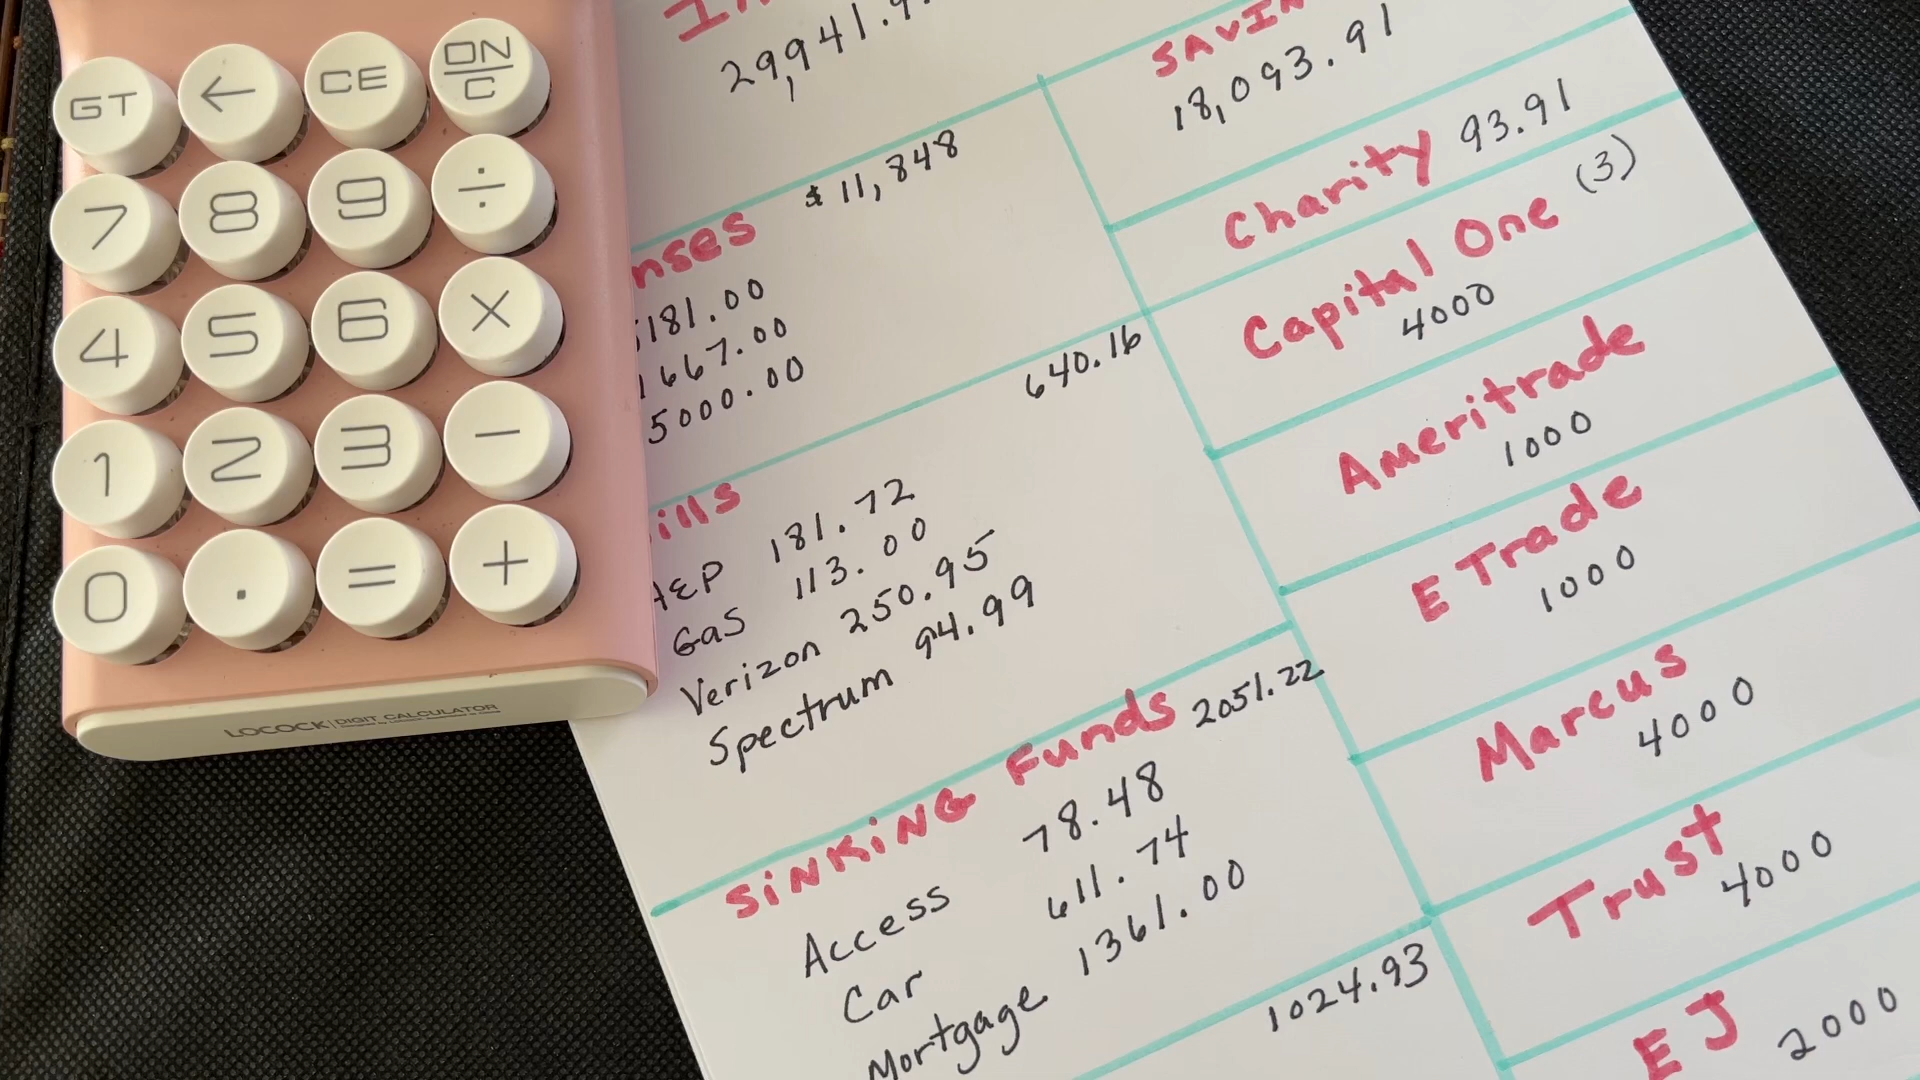 GT ← CE ON/C
7 8 9 ÷
4 5 6 ×
1 2 3 −
0 . = +
LOCOCK | DIGIT CALCULATOR
29,941.
$ 11,848
nses
181.00
1667.00
5000.00
640.16
ills
A&P 181.72
Gas 113.00
Verizon 250.95
Spectrum 94.99
SiNKiNG Funds 2051.22
Access 78.48
Car 611.74
Mortgage 1361.00
1024.93
SAVIN
18,093.91
Charity 93.91
Capital One (3)
4000
Ameritrade
1000
E Trade
1000
Marcus
4000
Trust
4000
EJ
2000